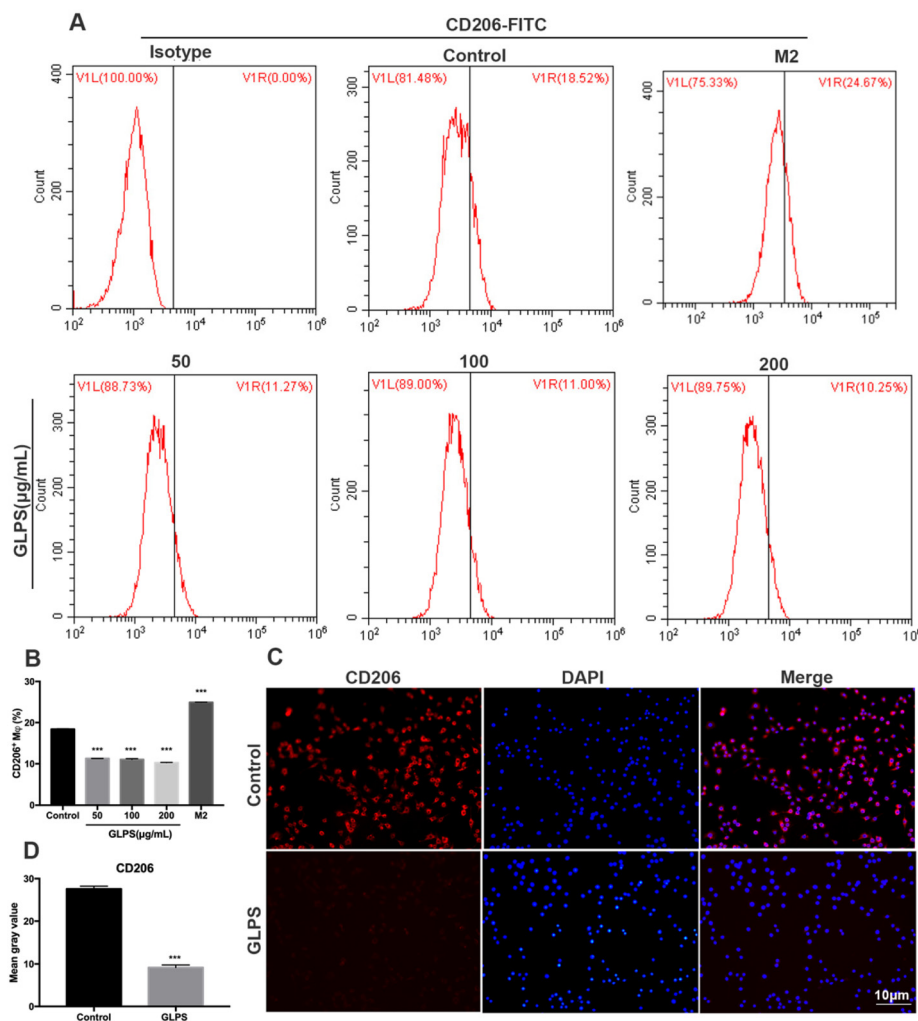 A
CD206-FITC
Isotype
Control
M2
V1L(100.00%) V1R(0.00%)
V1L(81.48%) V1R(18.52%)
V1L(75.33%) V1R(24.67%)
Count
400
200
0
10² 10³ 10⁴ 10⁵ 10⁶
Count
300
200
100
0
10² 10³ 10⁴ 10⁵ 10⁶
Count
400
200
0
10² 10³ 10⁴ 10⁵
GLPS(μg/mL)
50
100
200
V1L(88.73%) V1R(11.27%)
V1L(89.00%) V1R(11.00%)
V1L(89.75%) V1R(10.25%)
Count
300
200
100
0
10² 10³ 10⁴ 10⁵ 10⁶
Count
200
0
10² 10³ 10⁴ 10⁵ 10⁶
Count
300
200
100
0
10² 10³ 10⁴ 10⁵ 10⁶
B
CD206⁺ Mφ (%)
30
20
10
0
*** *** *** ***
Control 50 100 200 M2
GLPS(μg/mL)
C
CD206 DAPI Merge
Control
GLPS
10μm
D
CD206
Mean gray value
30
20
10
0
***
Control GLPS